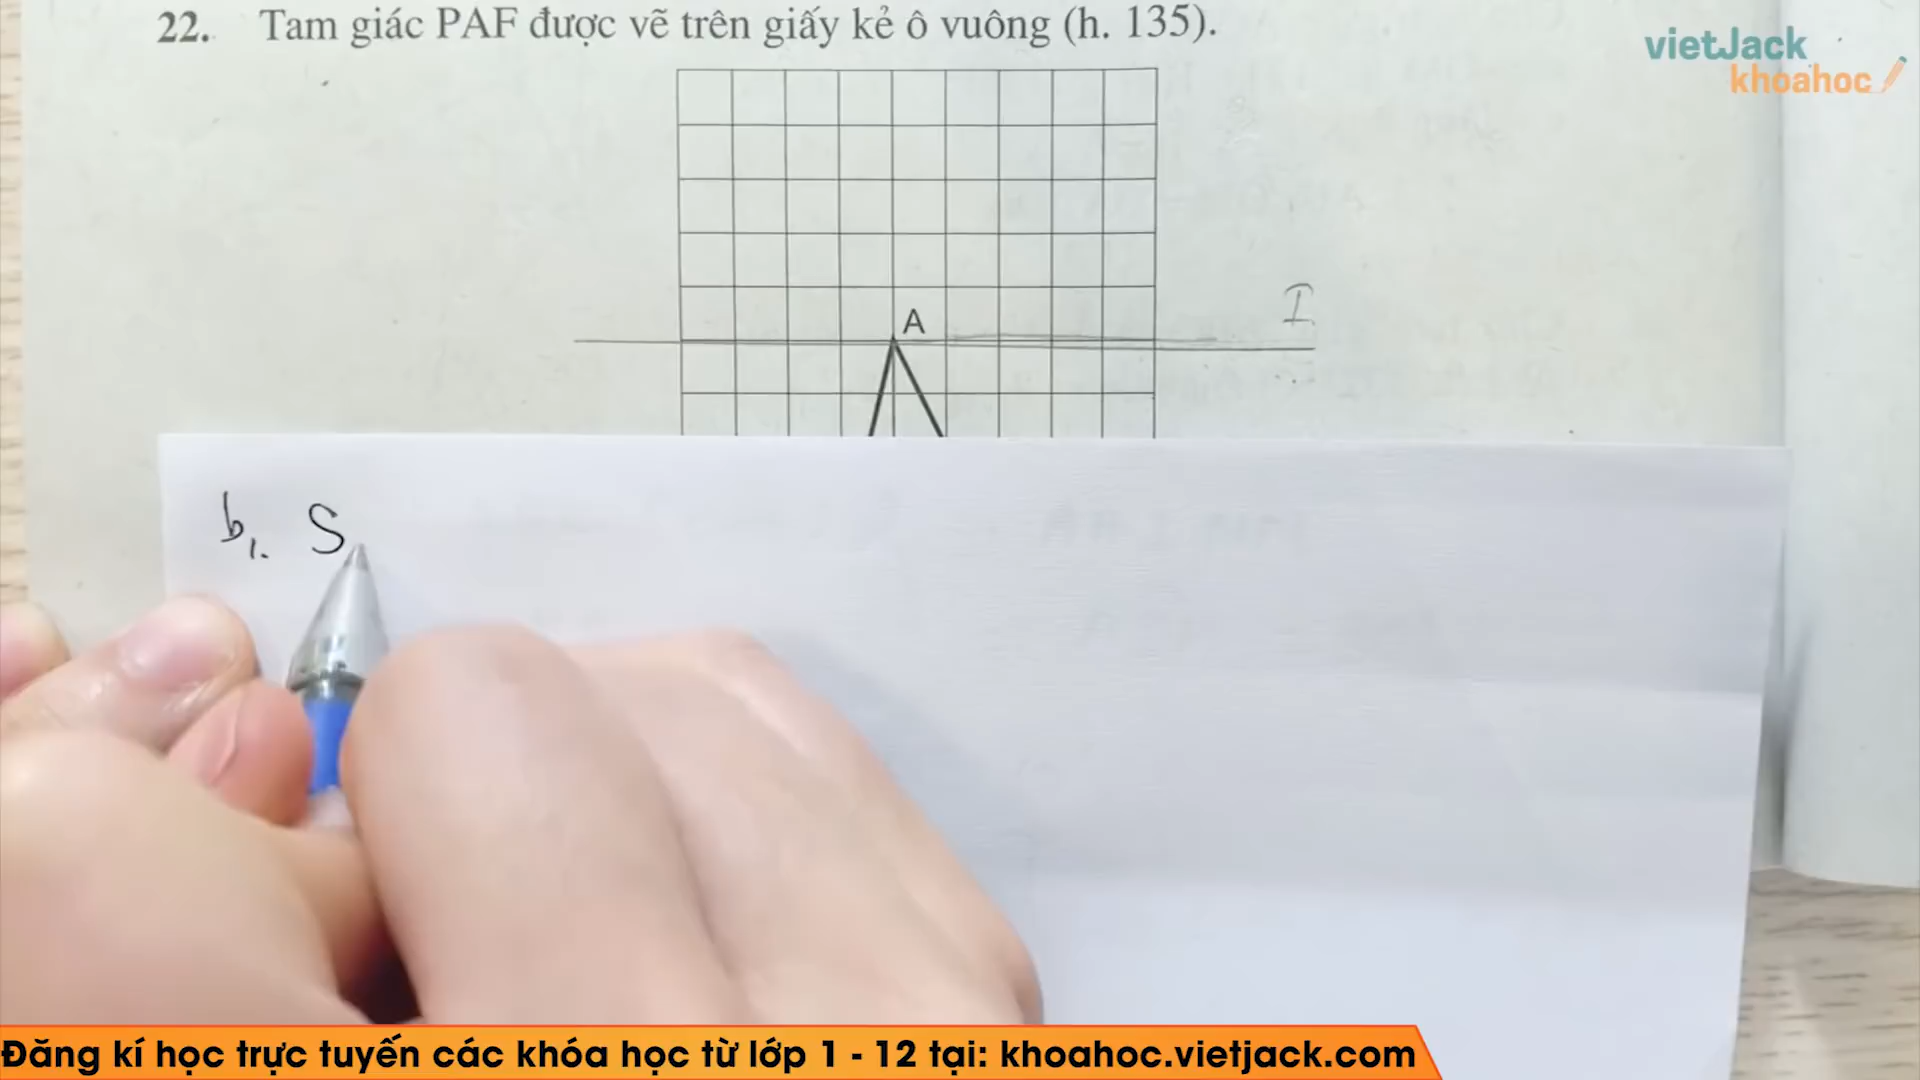 22. Tam giác PAF được vẽ trên giấy kẻ ô vuông (h. 135).
vietJack
khoahoc
A
I
b1. S
Đăng kí học trực tuyến các khóa học từ lớp 1 - 12 tại: khoahoc.vietjack.com